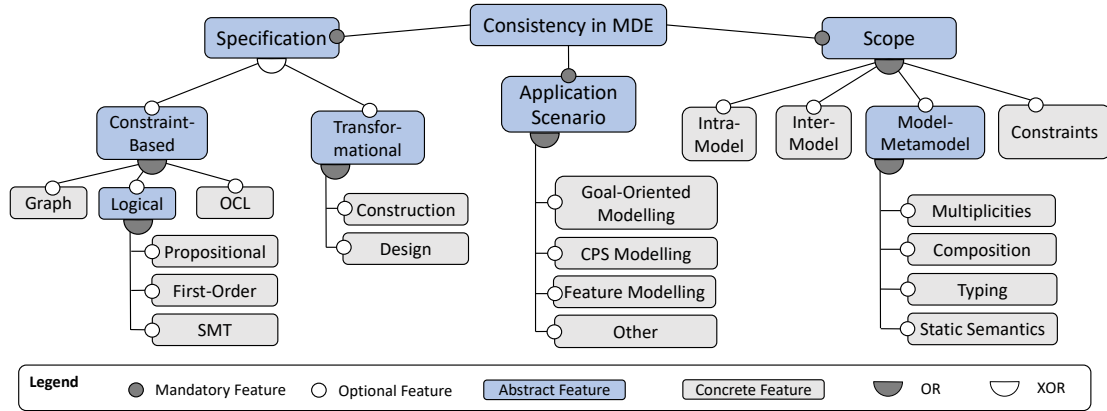 Consistency in MDE
Specification
Scope
Application
Scenario
Constraint-
Based
Transfor-
mational
Intra-
Model
Inter-
Model
Model-
Metamodel
Constraints
Graph
Logical
OCL
Propositional
First-Order
SMT
Construction
Design
Goal-Oriented
Modelling
CPS Modelling
Feature Modelling
Other
Multiplicities
Composition
Typing
Static Semantics
Legend
Mandatory Feature
Optional Feature
Abstract Feature
Concrete Feature
OR
XOR